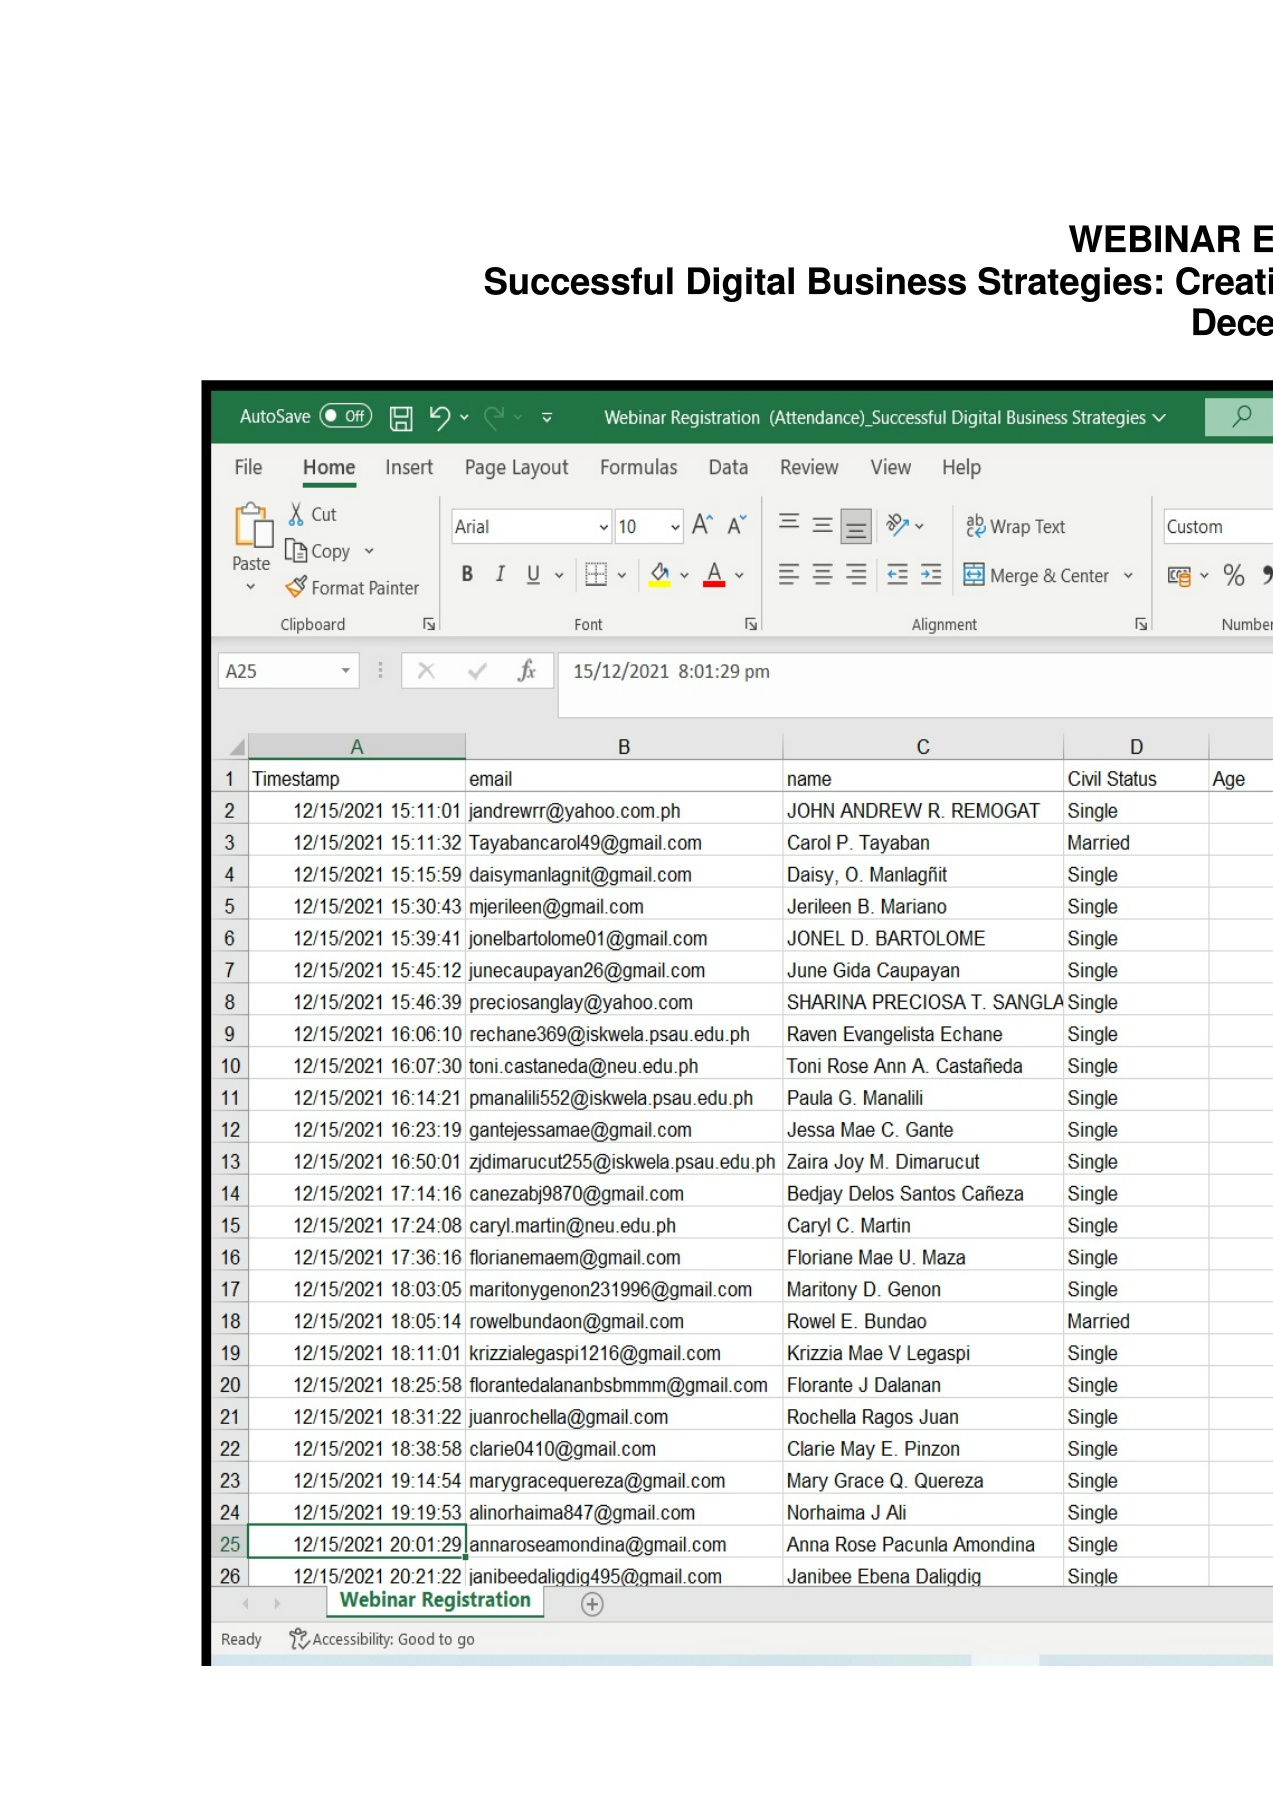 WEBINAR E
Successful Digital Business Strategies: Creati
Dece
AutoSave Off Webinar Registration (Attendance)_Successful Digital Business Strategies
File Home Insert Page Layout Formulas Data Review View Help
Cut
Copy
Paste
Format Painter
Arial 10
B I U
Wrap Text
Merge & Center
Custom
%
Clipboard Font Alignment Number
A25 fx 15/12/2021 8:01:29 pm
A B C D
1 Timestamp email name Civil Status Age
2 12/15/2021 15:11:01 jandrewrr@yahoo.com.ph JOHN ANDREW R. REMOGAT Single
3 12/15/2021 15:11:32 Tayabancarol49@gmail.com Carol P. Tayaban Married
4 12/15/2021 15:15:59 daisymanlagnit@gmail.com Daisy, O. Manlagñit Single
5 12/15/2021 15:30:43 mjerileen@gmail.com Jerileen B. Mariano Single
6 12/15/2021 15:39:41 jonelbartolome01@gmail.com JONEL D. BARTOLOME Single
7 12/15/2021 15:45:12 junecaupayan26@gmail.com June Gida Caupayan Single
8 12/15/2021 15:46:39 preciosanglay@yahoo.com SHARINA PRECIOSA T. SANGLA Single
9 12/15/2021 16:06:10 rechane369@iskwela.psau.edu.ph Raven Evangelista Echane Single
10 12/15/2021 16:07:30 toni.castaneda@neu.edu.ph Toni Rose Ann A. Castañeda Single
11 12/15/2021 16:14:21 pmanalili552@iskwela.psau.edu.ph Paula G. Manalili Single
12 12/15/2021 16:23:19 gantejessamae@gmail.com Jessa Mae C. Gante Single
13 12/15/2021 16:50:01 zjdimarucut255@iskwela.psau.edu.ph Zaira Joy M. Dimarucut Single
14 12/15/2021 17:14:16 canezabj9870@gmail.com Bedjay Delos Santos Cañeza Single
15 12/15/2021 17:24:08 caryl.martin@neu.edu.ph Caryl C. Martin Single
16 12/15/2021 17:36:16 florianemaem@gmail.com Floriane Mae U. Maza Single
17 12/15/2021 18:03:05 maritonygenon231996@gmail.com Maritony D. Genon Single
18 12/15/2021 18:05:14 rowelbundaon@gmail.com Rowel E. Bundao Married
19 12/15/2021 18:11:01 krizzialegaspi1216@gmail.com Krizzia Mae V Legaspi Single
20 12/15/2021 18:25:58 florantedalananbsbmmm@gmail.com Florante J Dalanan Single
21 12/15/2021 18:31:22 juanrochella@gmail.com Rochella Ragos Juan Single
22 12/15/2021 18:38:58 clarie0410@gmail.com Clarie May E. Pinzon Single
23 12/15/2021 19:14:54 marygracequereza@gmail.com Mary Grace Q. Quereza Single
24 12/15/2021 19:19:53 alinorhaima847@gmail.com Norhaima J Ali Single
25 12/15/2021 20:01:29 annaroseamondina@gmail.com Anna Rose Pacunla Amondina Single
26 12/15/2021 20:21:22 janibeedaligdig495@gmail.com Janibee Ebena Daligdig Single
Webinar Registration
Ready Accessibility: Good to go